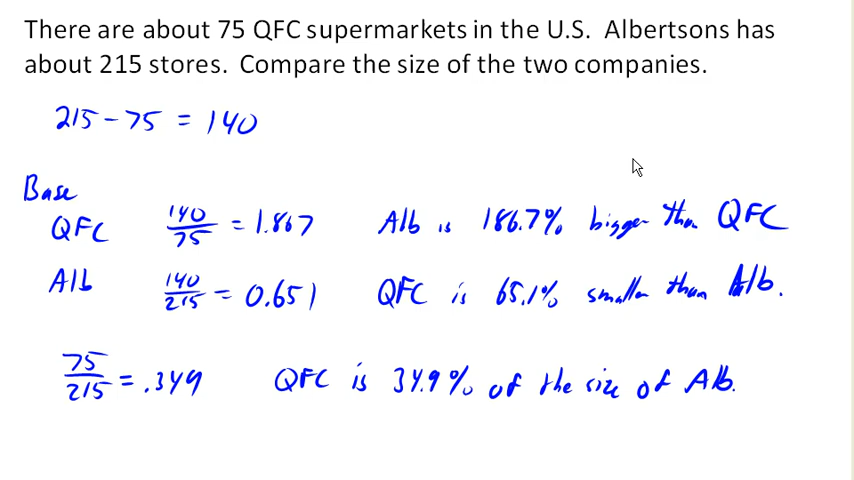 There are about 75 QFC supermarkets in the U.S. Albertsons has
about 215 stores. Compare the size of the two companies.
215 - 75 = 140
Base
QFC 140/75 = 1.867 Alb is 186.7% bigger than QFC
Alb 140/215 = 0.651 QFC is 65.1% smaller than Alb.
75/215 = .349 QFC is 34.9% of the size of Alb.